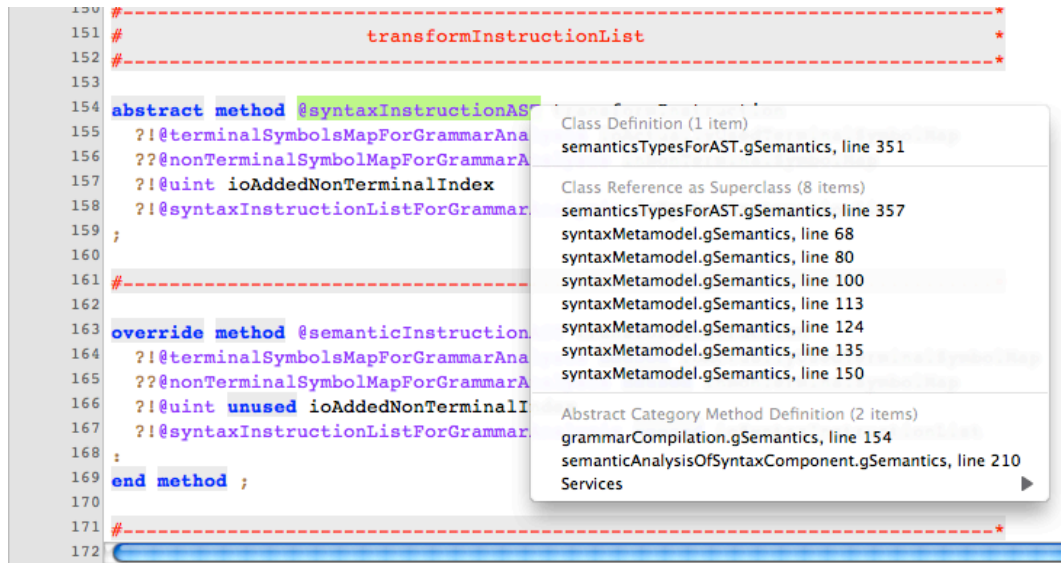 150 #----------------------------------------------------------------------------*
151 # transformInstructionList *
152 #----------------------------------------------------------------------------*
153
154 abstract method @syntaxInstructionAST
155 ?!@terminalSymbolsMapForGrammarAna
156 ??@nonTerminalSymbolMapForGrammarA
157 ?!@uint ioAddedNonTerminalIndex
158 ?!@syntaxInstructionListForGrammar
159 ;
160
161 #----------------------------------------------------------------------------*
162
163 override method @semanticInstruction
164 ?!@terminalSymbolsMapForGrammarAna
165 ??@nonTerminalSymbolMapForGrammarA
166 ?!@uint unused ioAddedNonTerminalI
167 ?!@syntaxInstructionListForGrammar
168 :
169 end method ;
170
171 #----------------------------------------------------------------------------*
172
Class Definition (1 item)
semanticsTypesForAST.gSemantics, line 351
Class Reference as Superclass (8 items)
semanticsTypesForAST.gSemantics, line 357
syntaxMetamodel.gSemantics, line 68
syntaxMetamodel.gSemantics, line 80
syntaxMetamodel.gSemantics, line 100
syntaxMetamodel.gSemantics, line 113
syntaxMetamodel.gSemantics, line 124
syntaxMetamodel.gSemantics, line 135
syntaxMetamodel.gSemantics, line 150
Abstract Category Method Definition (2 items)
grammarCompilation.gSemantics, line 154
semanticAnalysisOfSyntaxComponent.gSemantics, line 210
Services